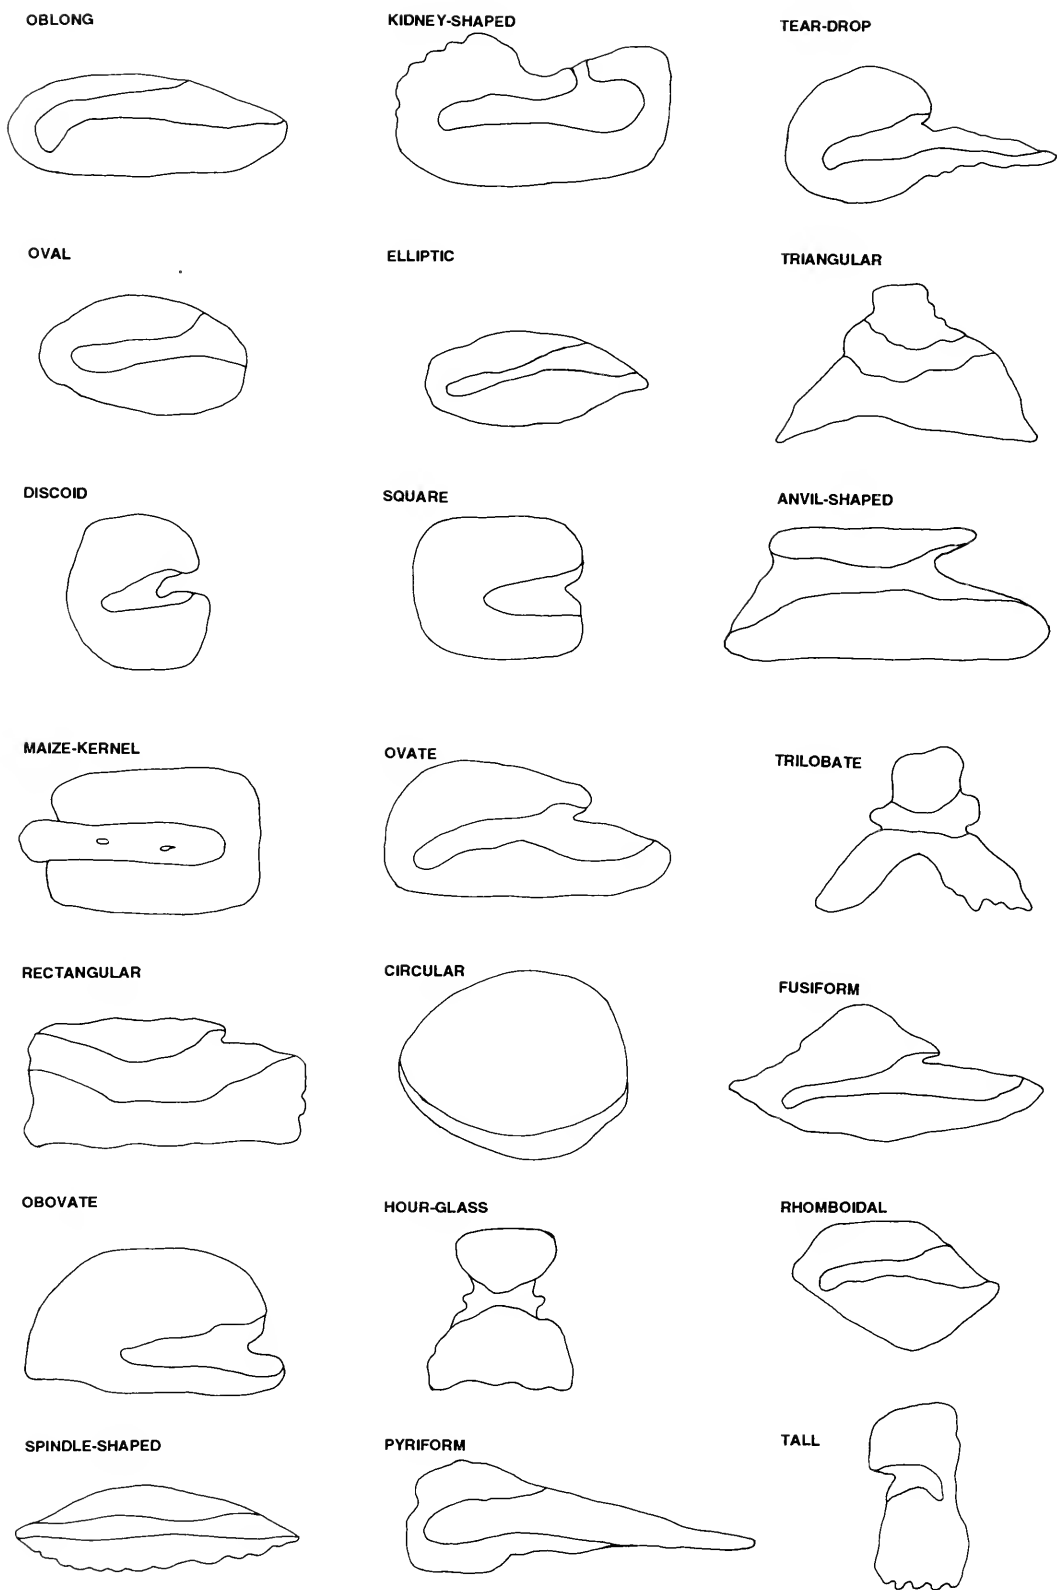 OBLONG
KIDNEY-SHAPED
TEAR-DROP
OVAL
ELLIPTIC
TRIANGULAR
DISCOID
SQUARE
ANVIL-SHAPED
MAIZE-KERNEL
OVATE
TRILOBATE
RECTANGULAR
CIRCULAR
FUSIFORM
OBOVATE
HOUR-GLASS
RHOMBOIDAL
SPINDLE-SHAPED
PYRIFORM
TALL